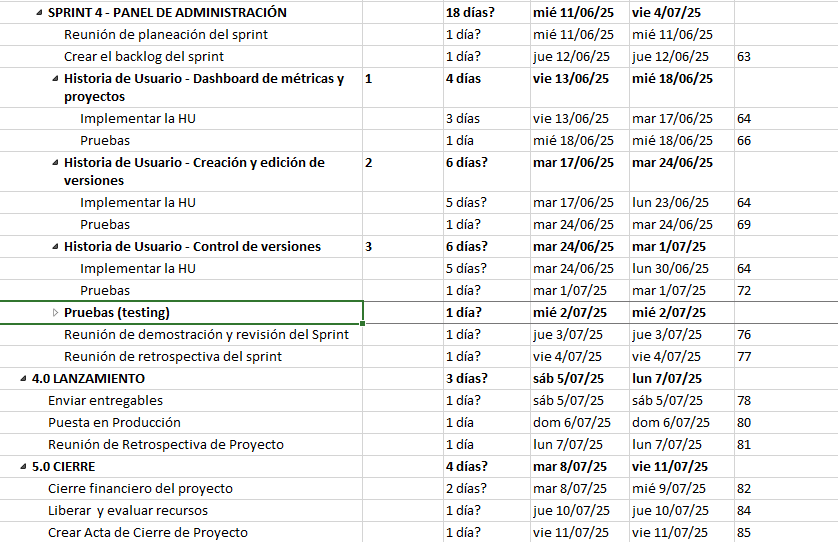 SPRINT 4 - PANEL DE ADMINISTRACIÓN 18 días? mié 11/06/25 vie 4/07/25
Reunión de planeación del sprint 1 día? mié 11/06/25 mié 11/06/25
Crear el backlog del sprint 1 día? jue 12/06/25 jue 12/06/25 63
Historia de Usuario - Dashboard de métricas y 1 4 días vie 13/06/25 mié 18/06/25
proyectos
Implementar la HU 3 días vie 13/06/25 mar 17/06/25 64
Pruebas 1 día mié 18/06/25 mié 18/06/25 66
Historia de Usuario - Creación y edición de 2 6 días? mar 17/06/25 mar 24/06/25
versiones
Implementar la HU 5 días? mar 17/06/25 lun 23/06/25 64
Pruebas 1 día? mar 24/06/25 mar 24/06/25 69
Historia de Usuario - Control de versiones 3 6 días? mar 24/06/25 mar 1/07/25
Implementar la HU 5 días? mar 24/06/25 lun 30/06/25 64
Pruebas 1 día? mar 1/07/25 mar 1/07/25 72
Pruebas (testing) 1 día? mié 2/07/25 mié 2/07/25
Reunión de demostración y revisión del Sprint 1 día? jue 3/07/25 jue 3/07/25 76
Reunión de retrospectiva del sprint 1 día? vie 4/07/25 vie 4/07/25 77
4.0 LANZAMIENTO 3 días? sáb 5/07/25 lun 7/07/25
Enviar entregables 1 día? sáb 5/07/25 sáb 5/07/25 78
Puesta en Producción 1 día dom 6/07/25 dom 6/07/25 80
Reunión de Retrospectiva de Proyecto 1 día lun 7/07/25 lun 7/07/25 81
5.0 CIERRE 4 días? mar 8/07/25 vie 11/07/25
Cierre financiero del proyecto 2 días? mar 8/07/25 mié 9/07/25 82
Liberar y evaluar recursos 1 día? jue 10/07/25 jue 10/07/25 84
Crear Acta de Cierre de Proyecto 1 día? vie 11/07/25 vie 11/07/25 85